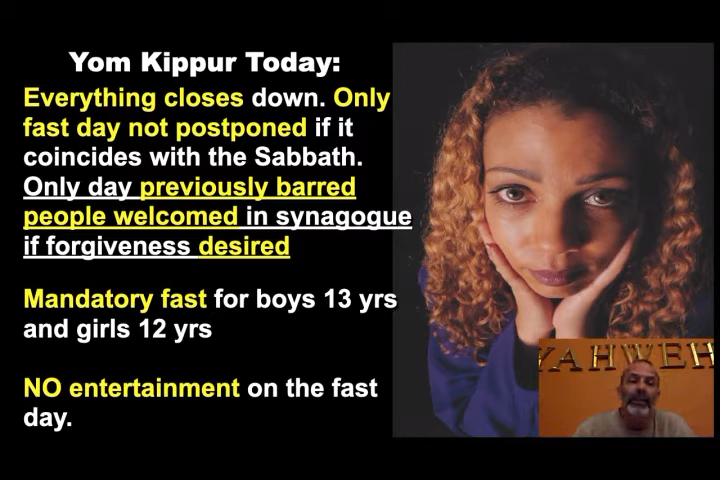 Yom Kippur Today:
Everything closes down. Only
fast day not postponed if it
coincides with the Sabbath.
Only day previously barred
people welcomed in synagogue
if forgiveness desired
Mandatory fast for boys 13 yrs
and girls 12 yrs
NO entertainment on the fast
day.
YAHWEH